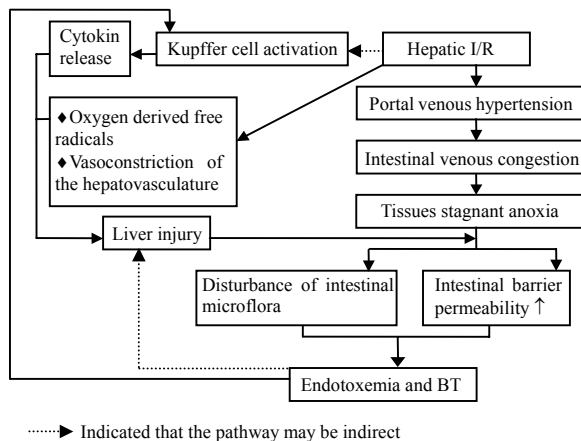 Cytokin
release
Kupffer cell activation
Hepatic I/R
♦Oxygen derived free
radicals
♦Vasoconstriction of
the hepatovasculature
Portal venous hypertension
Intestinal venous congestion
Tissues stagnant anoxia
Liver injury
Disturbance of intestinal
microflora
Intestinal barrier
permeability ↑
Endotoxemia and BT
Indicated that the pathway may be indirect